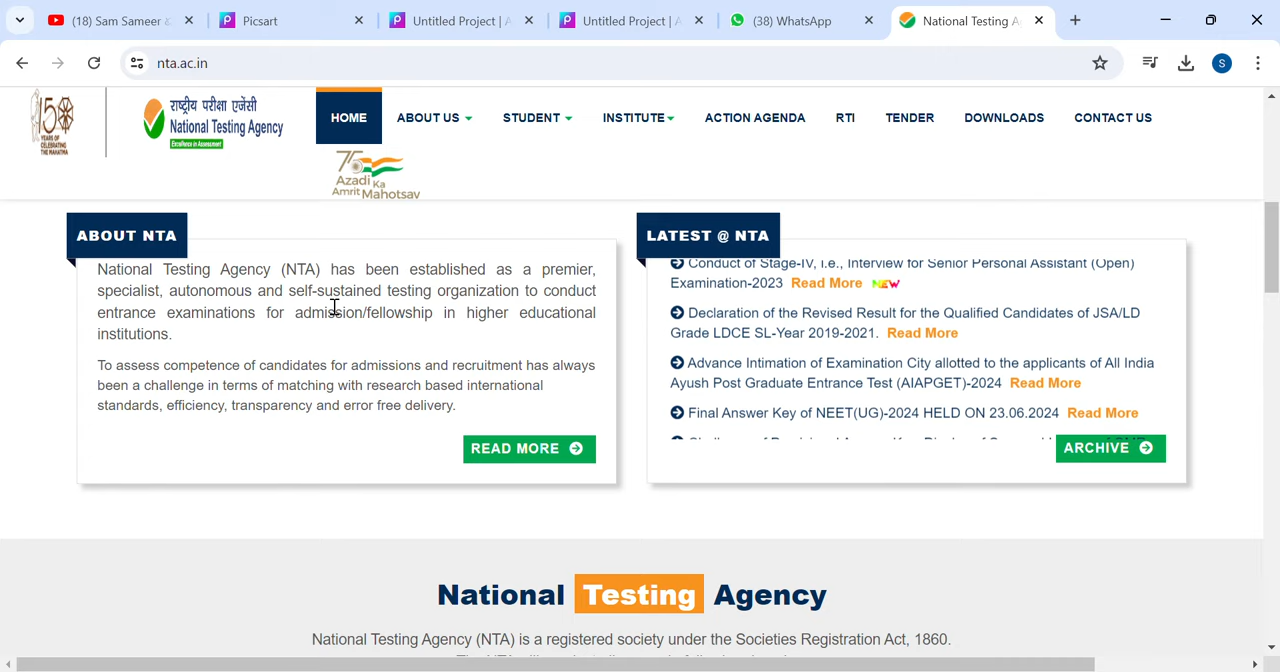 (18) Sam Sameer &
Picsart
Untitled Project | A
Untitled Project | A
(38) WhatsApp
National Testing A
nta.ac.in
S
150
YEARS OF
CELEBRATING
THE MAHATMA
राष्ट्रीय परीक्षा एजेंसी
National Testing Agency
Excellence in Assessment
HOME
ABOUT US
STUDENT
INSTITUTE
ACTION AGENDA
RTI
TENDER
DOWNLOADS
CONTACT US
75
Azadi Ka
Amrit Mahotsav
ABOUT NTA
National Testing Agency (NTA) has been established as a premier,
specialist, autonomous and self-sustained testing organization to conduct
entrance examinations for admission/fellowship in higher educational
institutions.
To assess competence of candidates for admissions and recruitment has always
been a challenge in terms of matching with research based international
standards, efficiency, transparency and error free delivery.
READ MORE
LATEST @ NTA
Conduct of Stage-IV, i.e., Interview for Senior Personal Assistant (Open)
Examination-2023 Read More NEW
Declaration of the Revised Result for the Qualified Candidates of JSA/LD
Grade LDCE SL-Year 2019-2021. Read More
Advance Intimation of Examination City allotted to the applicants of All India
Ayush Post Graduate Entrance Test (AIAPGET)-2024 Read More
Final Answer Key of NEET(UG)-2024 HELD ON 23.06.2024 Read More
ARCHIVE
National Testing Agency
National Testing Agency (NTA) is a registered society under the Societies Registration Act, 1860.